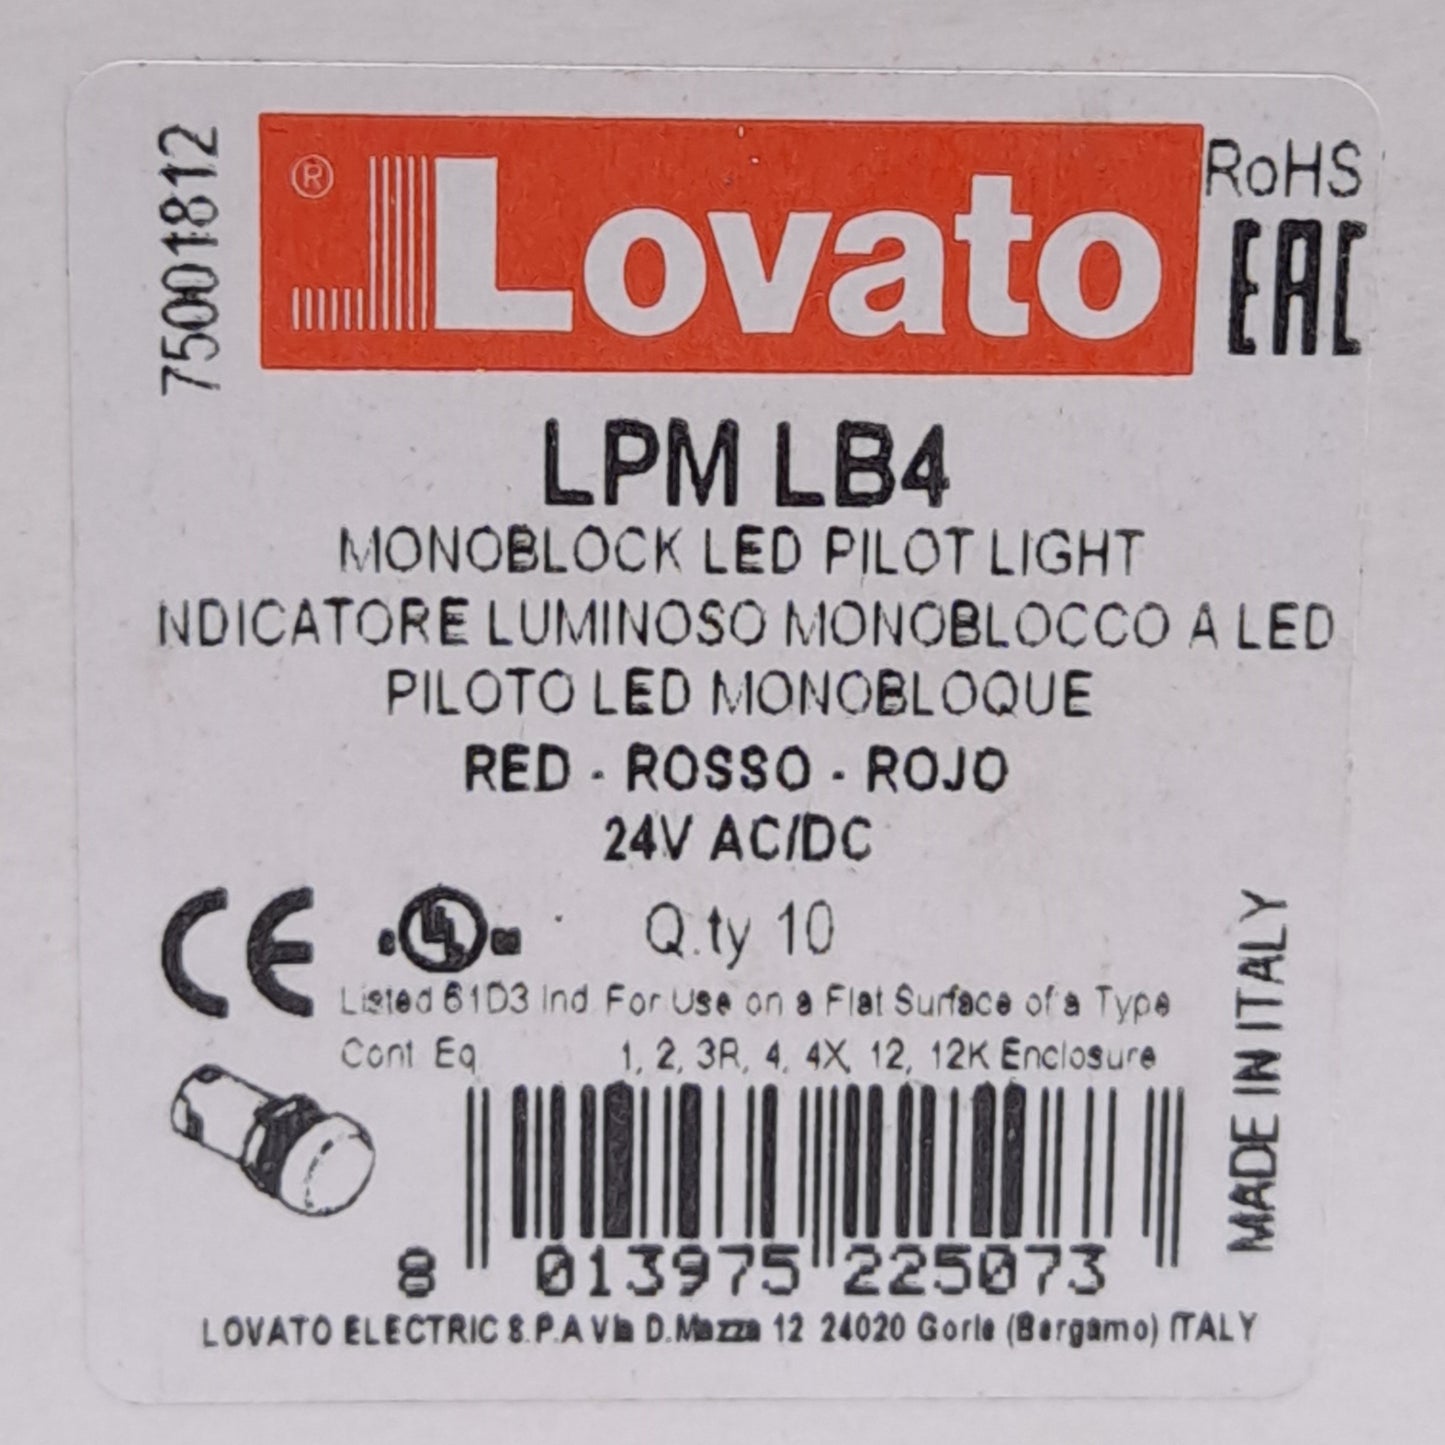 75001812
® Lovato
RoHS
EAC
LPM LB4
MONOBLOCK LED PILOT LIGHT
NDICATORE LUMINOSO MONOBLOCCO A LED
PILOTO LED MONOBLOQUE
RED - ROSSO - ROJO
24V AC/DC
CE UL Q.ty 10
Listed 61D3 Ind For Use on a Flat Surface of a Type
Cont Eq 1, 2, 3R, 4, 4X, 12, 12K Enclosure
MADE IN ITALY
8 013975 225073
LOVATO ELECTRIC S.P.A Via D.Mazza 12 24020 Gorle (Bergamo) ITALY